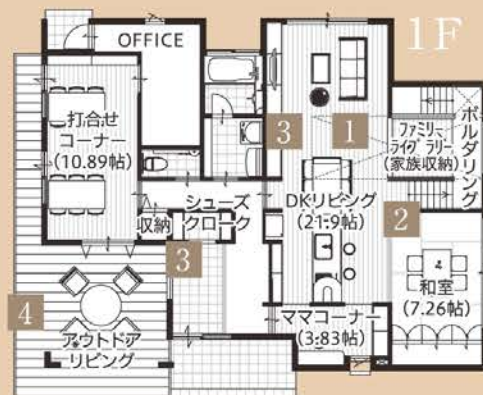 1F
OFFICE
打合せ
コーナー
(10.89帖)
3
1
ファミリー
ライブラリー
(家族収納)
ボルダリング
収納
シューズ
クローク
DKリビング
(21.9帖)
2
3
和室
(7.26帖)
4
アウトドア
リビング
ママコーナー
(3.83帖)